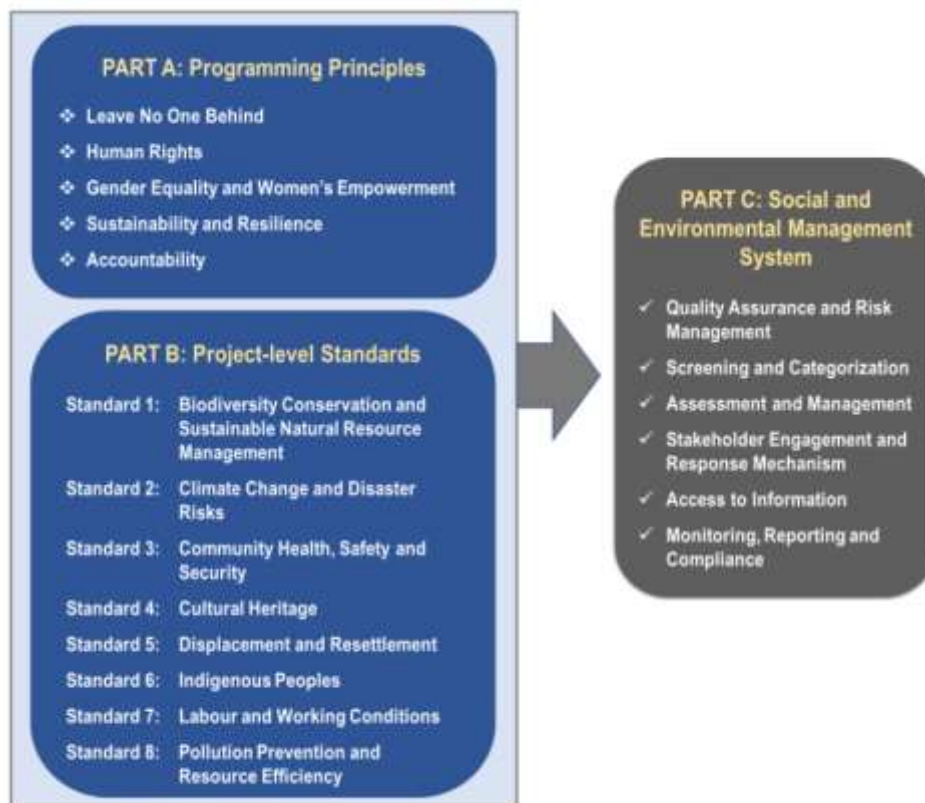 PART A: Programming Principles
❖ Leave No One Behind
❖ Human Rights
❖ Gender Equality and Women's Empowerment
❖ Sustainability and Resilience
❖ Accountability
PART B: Project-level Standards
Standard 1: Biodiversity Conservation and
Sustainable Natural Resource
Management
Standard 2: Climate Change and Disaster
Risks
Standard 3: Community Health, Safety and
Security
Standard 4: Cultural Heritage
Standard 5: Displacement and Resettlement
Standard 6: Indigenous Peoples
Standard 7: Labour and Working Conditions
Standard 8: Pollution Prevention and
Resource Efficiency
PART C: Social and
Environmental Management
System
✓ Quality Assurance and Risk
Management
✓ Screening and Categorization
✓ Assessment and Management
✓ Stakeholder Engagement and
Response Mechanism
✓ Access to Information
✓ Monitoring, Reporting and
Compliance